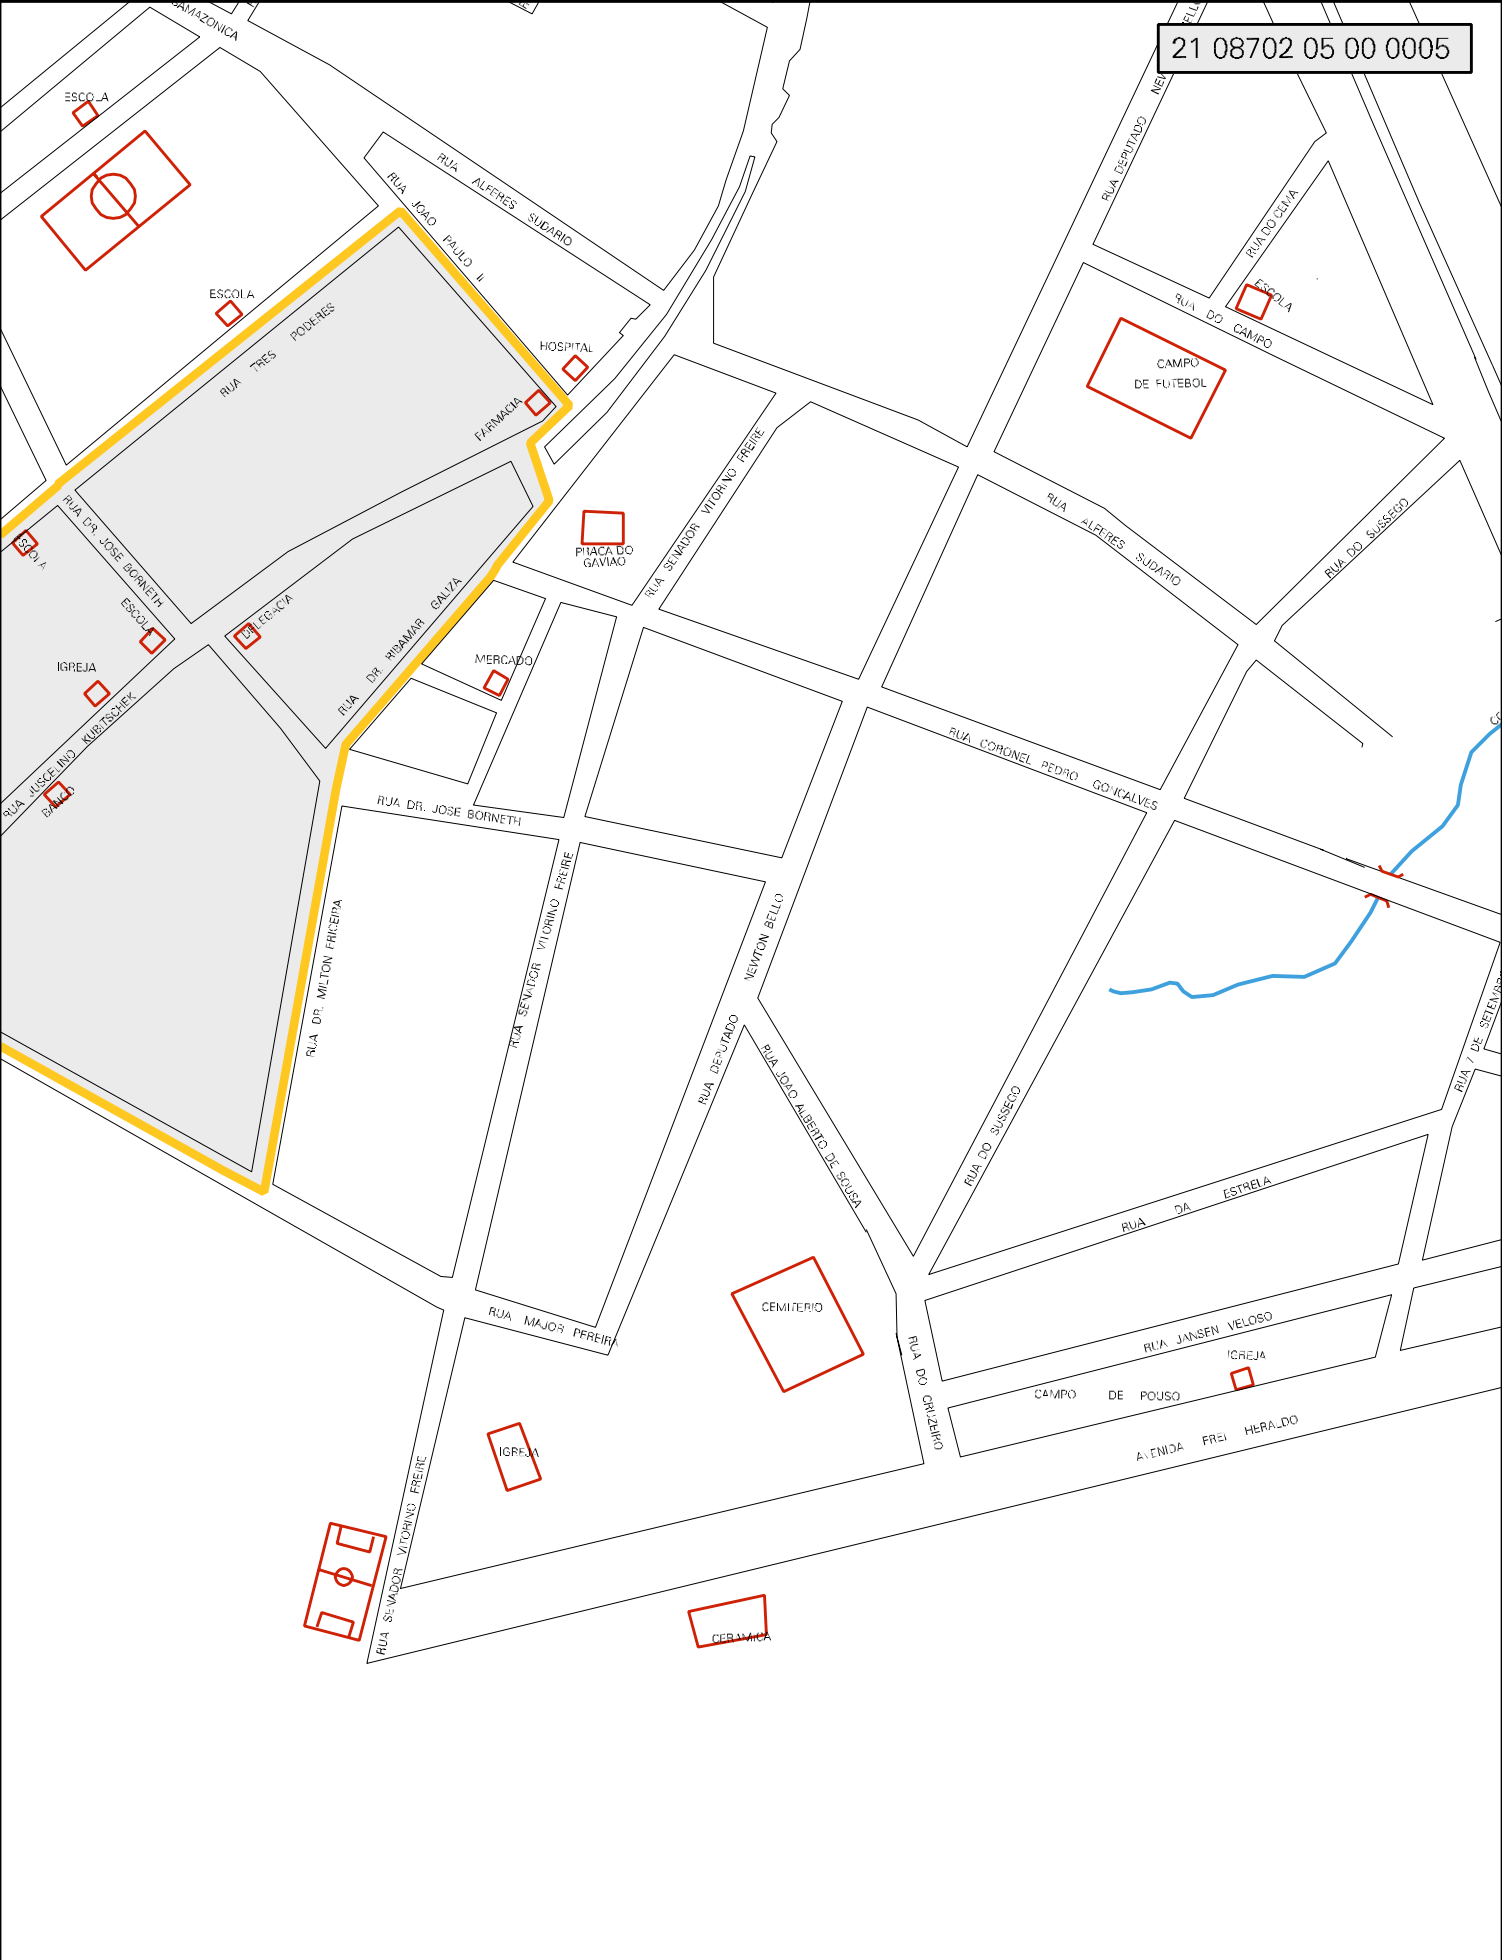 21 08702 05 00 0005
ESCOLA
RUA ALFERES SUDARIO
RUA JOAO PAULO II
RUA DEPUTADO
RUA DO CEMA
ESCOLA
RUA DO CAMPO
ESCOLA
RUA TRES PODERES
HOSPITAL
FARMACIA
CAMPO
DE FUTEBOL
RUA SENADOR VITORINO FREIRE
RUA ALFERES SUDARIO
RUA DO SUSSEGO
PRACA DO
GAVIAO
ESCOLA
RUA DR. JOSE BORNETH
ESCOLA
DELEGACIA
RUA DR. RIBAMAR GALIZA
IGREJA
MERCADO
RUA JUSCELINO KUBITSCHEK
BANCO
RUA DR. JOSE BORNETH
RUA CORONEL PEDRO GONCALVES
RUA DR. MILTON ERICEIRA
RUA SENADOR VITORINO FREIRE
RUA DEPUTADO NEWTON BELLO
RUA JOAO ALBERTO DE SOUSA
RUA DO SUSSEGO
RUA 7 DE SETEMBRO
RUA DA ESTRELA
CEMITERIO
RUA MAJOR PEREIRA
RUA DO CRUZEIRO
RUA JANSEN VELOSO
IGREJA
CAMPO DE POUSO
AVENIDA FREI HERALDO
IGREJA
RUA SENADOR VITORINO FREIRE
CERAMICA